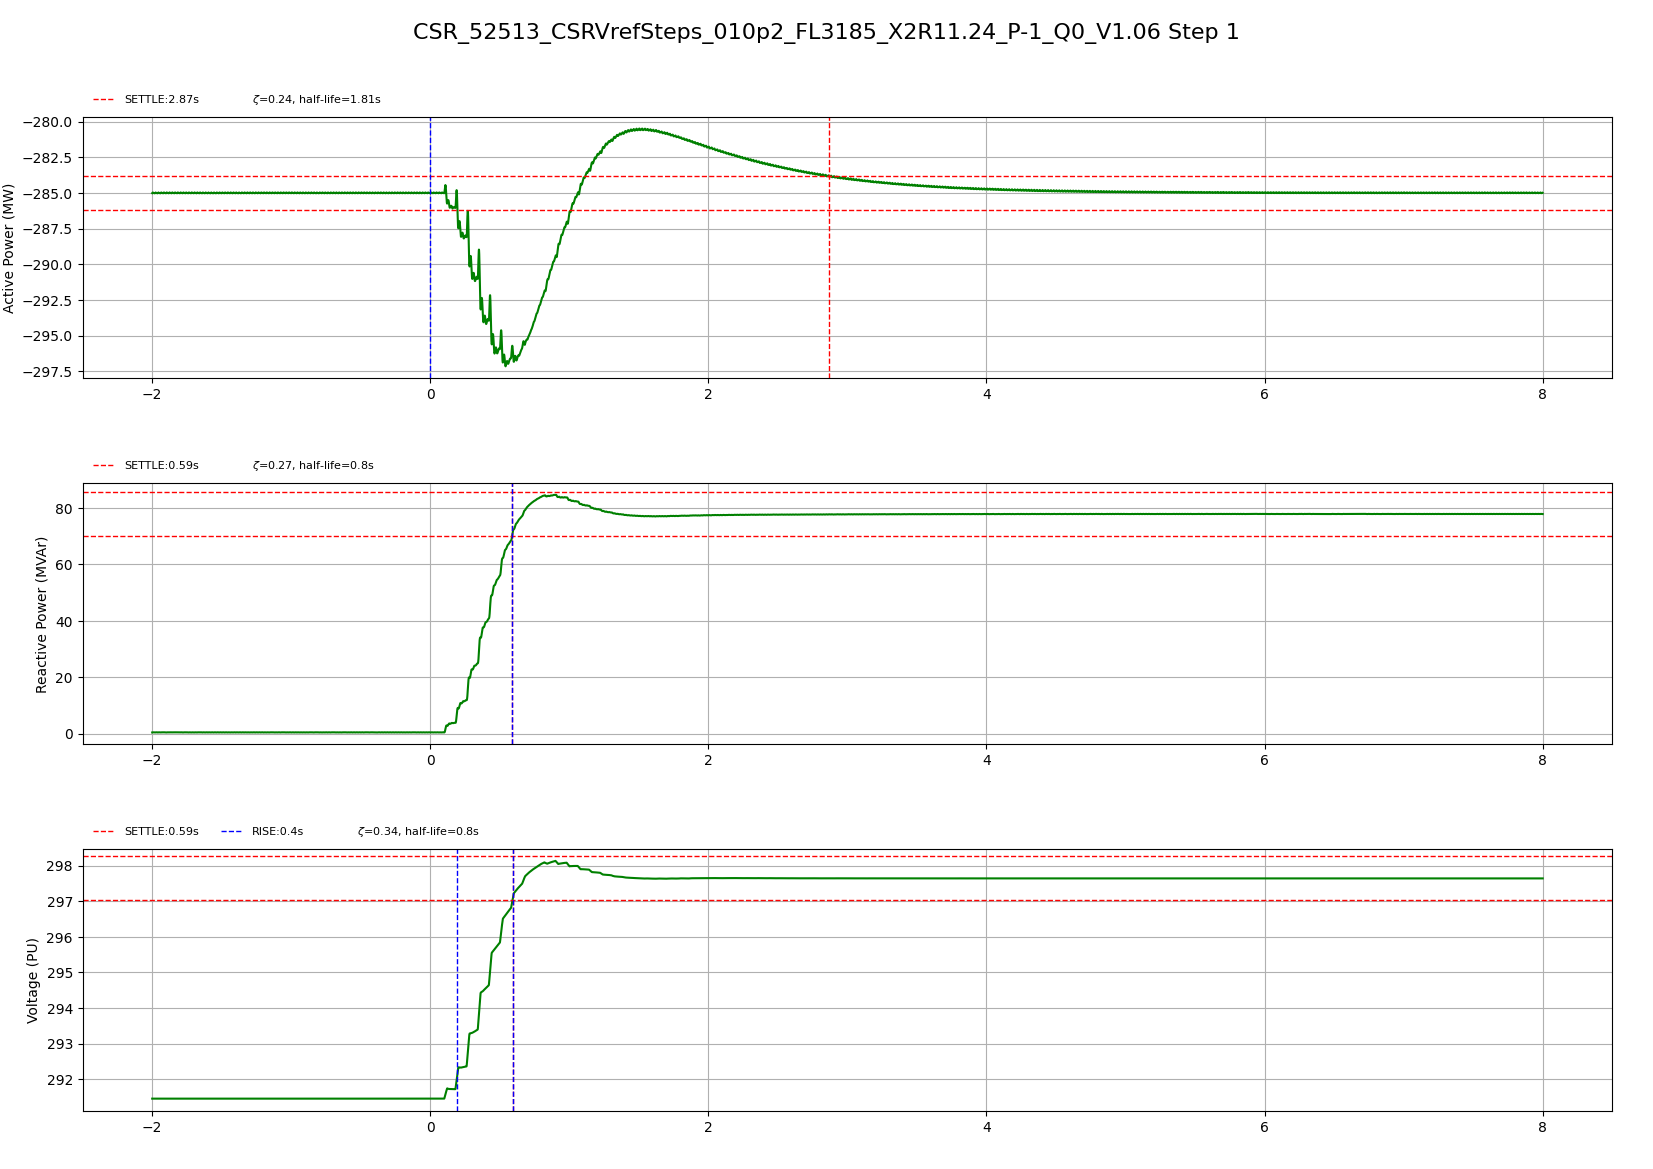 CSR_52513_CSRVrefSteps_010p2_FL3185_X2R11.24_P-1_Q0_V1.06 Step 1
SETTLE:2.87s ζ=0.24, half-life=1.81s
Active Power (MW)
−280.0
−282.5
−285.0
−287.5
−290.0
−292.5
−295.0
−297.5
−2 0 2 4 6 8
SETTLE:0.59s ζ=0.27, half-life=0.8s
Reactive Power (MVAr)
80
60
40
20
0
−2 0 2 4 6 8
SETTLE:0.59s RISE:0.4s ζ=0.34, half-life=0.8s
Voltage (PU)
298
297
296
295
294
293
292
−2 0 2 4 6 8